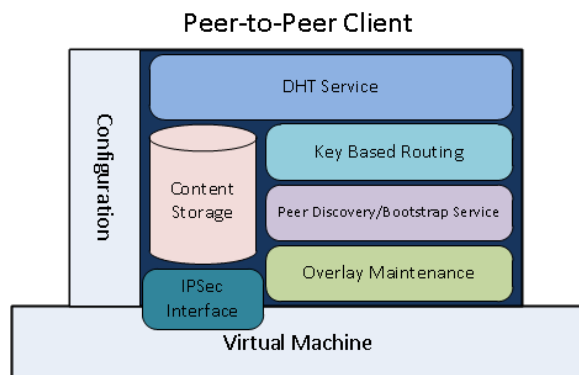 Peer-to-Peer Client
Configuration
DHT Service
Content
Storage
Key Based Routing
Peer Discovery/Bootstrap Service
Overlay Maintenance
IPSec
Interface
Virtual Machine